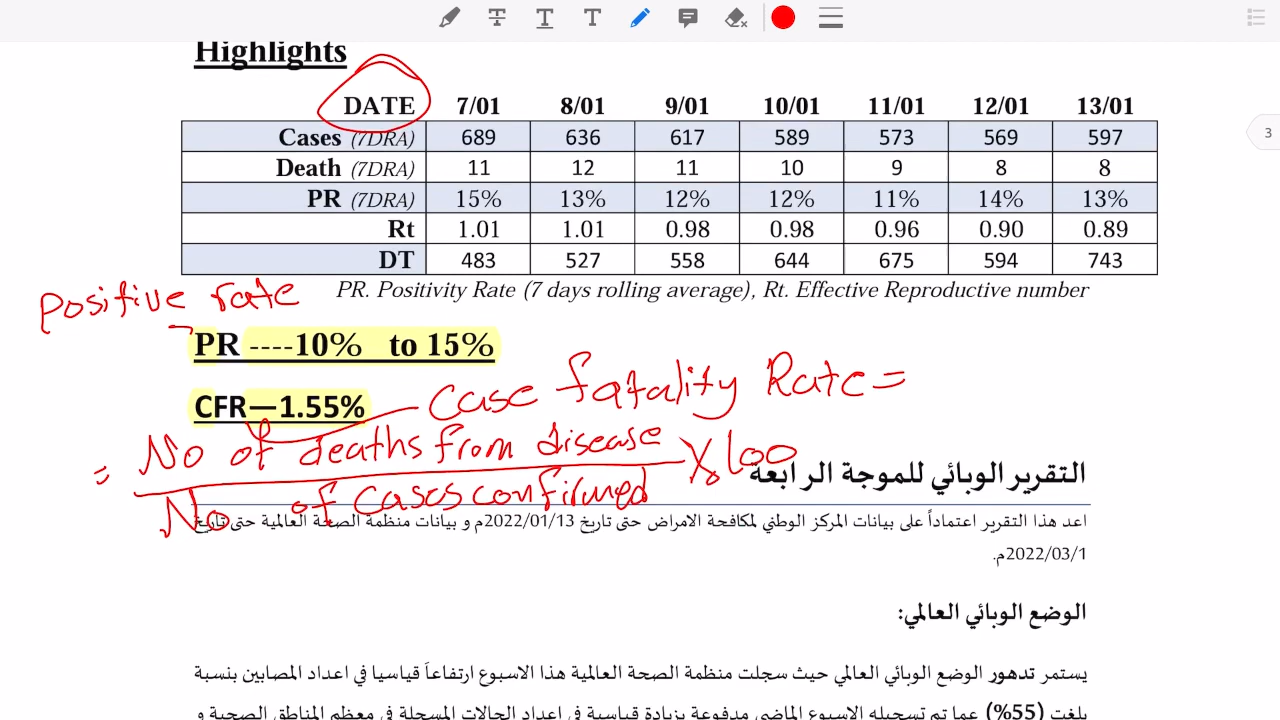 Highlights
DATE 7/01 8/01 9/01 10/01 11/01 12/01 13/01
Cases (7DRA) 689 636 617 589 573 569 597
Death (7DRA) 11 12 11 10 9 8 8
PR (7DRA) 15% 13% 12% 12% 11% 14% 13%
Rt 1.01 1.01 0.98 0.98 0.96 0.90 0.89
DT 483 527 558 644 675 594 743
PR. Positivity Rate (7 days rolling average), Rt. Effective Reproductive number
Positive rate
PR ----10% to 15%
CFR—1.55%
Case fatality Rate =
= No of deaths from disease
No of cases confirmed
X 100
التقرير الوبائي للموجة الرابعة
اعد هذا التقرير اعتماداً على بيانات المركز الوطني لمكافحة الامراض حتى تاريخ 2022/01/13م و بيانات منظمة الصحة العالمية حتى تاريخ
2022/03/1م.
الوضع الوبائي العالمي:
يستمر تدهور الوضع الوبائي العالمي حيث سجلت منظمة الصحة العالمية هذا الاسبوع ارتفاعاً قياسيا في اعداد المصابين بنسبة
بلغت (55%) عما تم تسجيله الاسبوع الماضي مدفوعة بزيادة قياسية في اعداد الحالات المسجلة في معظم المناطق الصحية و
3